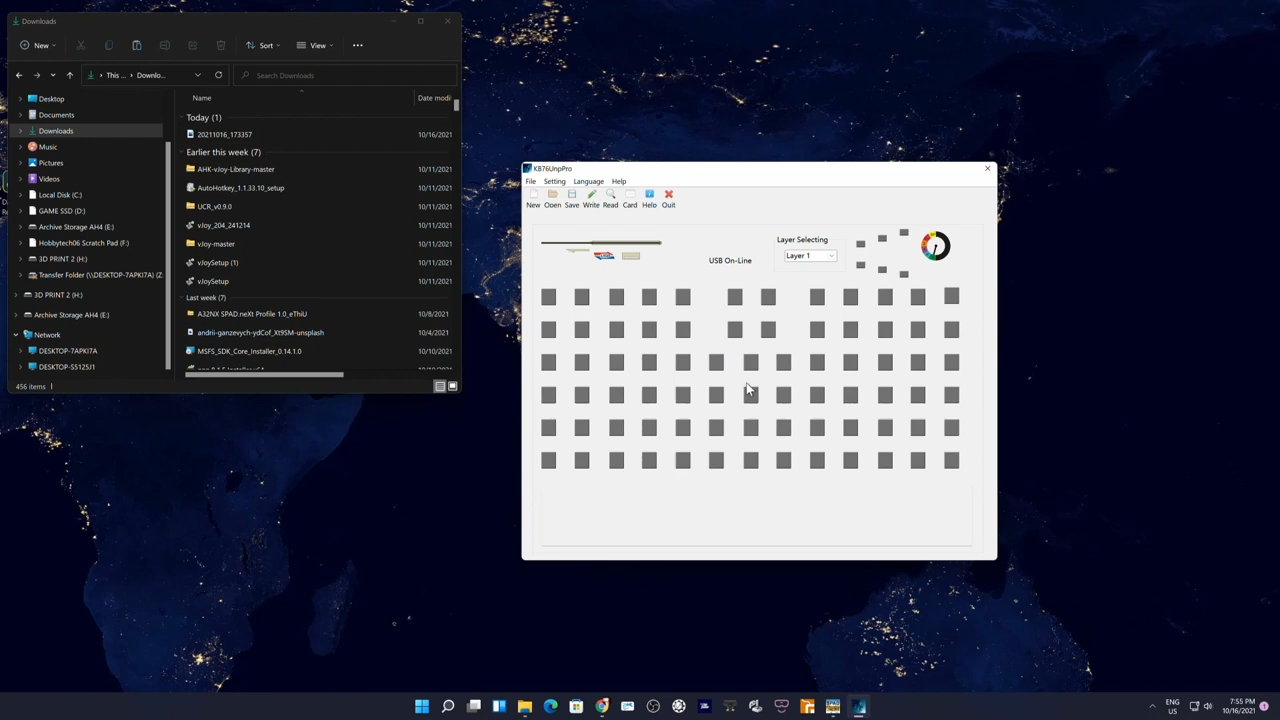 Downloads
New
Sort
View
This ...
Downlo...
Search Downloads
Desktop
Documents
Downloads
Music
Pictures
Videos
Local Disk (C:)
GAME SSD (D:)
Archive Storage AH4 (E:)
Hobbytech06 Scratch Pad (F:)
3D PRINT 2 (H:)
Transfer Folder (\\DESKTOP-7APKI7A) (Z:
3D PRINT 2 (H:)
Archive Storage AH4 (E:)
Network
DESKTOP-7APKI7A
DESKTOP-S5125J1
456 items
Name
Date modi
Today (1)
20211016_173357
10/16/2021
Earlier this week (7)
AHK-vJoy-Library-master
10/11/2021
AutoHotkey_1.1.33.10_setup
10/11/2021
UCR_v0.9.0
10/11/2021
vJoy_204_241214
10/11/2021
vJoy-master
10/11/2021
vJoySetup (1)
10/11/2021
vJoySetup
10/11/2021
Last week (7)
A32NX SPAD.neXt Profile 1.0_eThiU
10/8/2021
andrii-ganzevych-ydCof_Xt9SM-unsplash
10/4/2021
MSFS_SDK_Core_Installer_0.14.1.0
10/10/2021
KB76UnpPro
File
Setting
Language
Help
New
Open
Save
Write
Read
Card
Help
Quit
USB On-Line
Layer Selecting
Layer 1
ENG
US
7:55 PM
10/16/2021